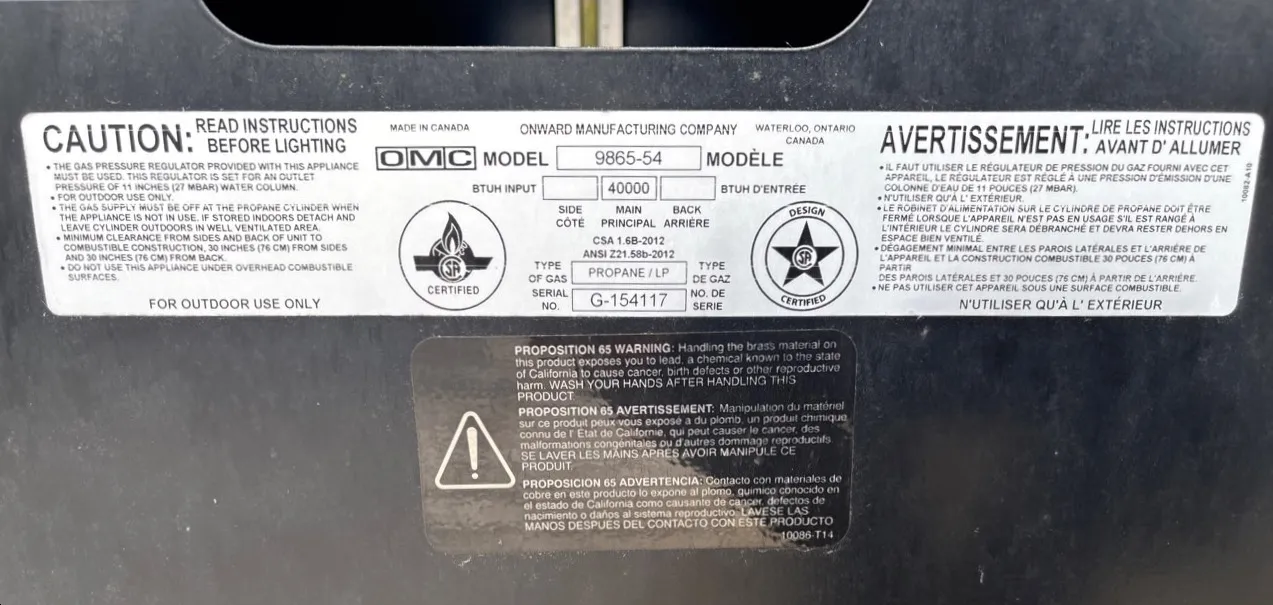 CAUTION: READ INSTRUCTIONS
BEFORE LIGHTING
• THE GAS PRESSURE REGULATOR PROVIDED WITH THIS APPLIANCE
MUST BE USED. THIS REGULATOR IS SET FOR AN OUTLET
PRESSURE OF 11 INCHES (27 MBAR) WATER COLUMN.
• FOR OUTDOOR USE ONLY.
• THE GAS SUPPLY MUST BE OFF AT THE PROPANE CYLINDER WHEN
THE APPLIANCE IS NOT IN USE. IF STORED INDOORS DETACH AND
LEAVE CYLINDER OUTDOORS IN WELL VENTILATED AREA.
• MINIMUM CLEARANCE FROM SIDES AND BACK OF UNIT TO
COMBUSTIBLE CONSTRUCTION, 30 INCHES (76 CM) FROM SIDES
AND 30 INCHES (76 CM) FROM BACK.
• DO NOT USE THIS APPLIANCE UNDER OVERHEAD COMBUSTIBLE
SURFACES.
FOR OUTDOOR USE ONLY
MADE IN CANADA
ONWARD MANUFACTURING COMPANY
WATERLOO, ONTARIO
CANADA
OMC MODEL 9865-54 MODÈLE
BTUH INPUT 40000 BTUH D'ENTRÉE
SIDE MAIN BACK
CÔTÉ PRINCIPAL ARRIÈRE
CSA 1.6B-2012
ANSI Z21.58b-2012
TYPE OF GAS PROPANE / LP TYPE DE GAZ
SERIAL NO. G-154117 NO. DE SÉRIE
SA
CERTIFIED
DESIGN
SA
CERTIFIED
AVERTISSEMENT: LIRE LES INSTRUCTIONS
AVANT D'ALLUMER
• IL FAUT UTILISER LE RÉGULATEUR DE PRESSION DU GAZ FOURNI AVEC CET
APPAREIL. LE RÉGULATEUR EST RÉGLÉ À UNE PRESSION D'ÉMISSION D'UNE
COLONNE D'EAU DE 11 POUCES (27 MBAR).
• N'UTILISER QU'À L' EXTÉRIEUR.
• LE ROBINET D'ALIMENTATION SUR LE CYLINDRE DE PROPANE DOIT ÊTRE
FERMÉ LORSQUE L'APPAREIL N'EST PAS EN USAGE S'IL EST RANGÉ À
L'INTÉRIEUR LE CYLINDRE SERA DÉBRANCHÉ ET DEVRA RESTER DEHORS EN
ESPACE BIEN VENTILÉ.
• DÉGAGEMENT MINIMAL ENTRE LES PAROIS LATÉRALES ET L'ARRIÈRE DE
L'APPAREIL ET LA CONSTRUCTION COMBUSTIBLE 30 POUCES (76 CM) À
PARTIR
DES PAROIS LATÉRALES ET 30 POUCES (76 CM) À PARTIR DE L'ARRIÈRE.
• NE PAS UTILISER CET APPAREIL SOUS UNE SURFACE COMBUSTIBLE.
N'UTILISER QU'À L' EXTÉRIEUR
10082-A10
PROPOSITION 65 WARNING: Handling the brass material on
this product exposes you to lead, a chemical known to the state
of California to cause cancer, birth defects or other reproductive
harm. WASH YOUR HANDS AFTER HANDLING THIS
PRODUCT
PROPOSITION 65 AVERTISSEMENT: Manipulation du matériel
sur ce produit peux vous exposé a du plomb, un produit chimique
connu de l' État de Californie, qui peut causer le cancer, des
malformations congénitales ou d'autres dommage reproductifs
SE LAVER LES MAINS APRES AVOIR MANIPULE CE
PRODUIT
PROPOSICION 65 ADVERTENCIA: Contacto con materiales de
cobre en este producto lo expone al plomo, quimico conocido en
el estado de California como causante de cancer, defectos de
nacimiento o daños al sistema reproductivo. LAVESE LAS
MANOS DESPUES DEL CONTACTO CON ESTE PRODUCTO
10086-T14